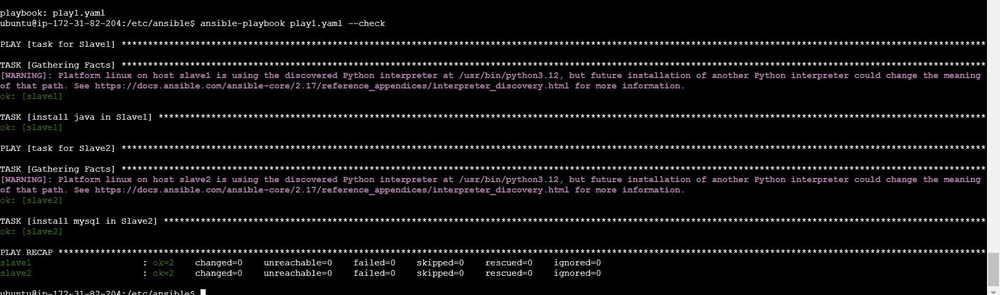 playbook: play1.yaml
ubuntu@ip-172-31-82-204:/etc/ansible$ ansible-playbook play1.yaml --check
PLAY [task for Slave1] *******************************************************************************************************************************************************************
TASK [Gathering Facts] *******************************************************************************************************************************************************************
[WARNING]: Platform linux on host slave1 is using the discovered Python interpreter at /usr/bin/python3.12, but future installation of another Python interpreter could change the meaning
of that path. See https://docs.ansible.com/ansible-core/2.17/reference_appendices/interpreter_discovery.html for more information.
ok: [slave1]
TASK [install java in Slave1] ************************************************************************************************************************************************************
ok: [slave1]
PLAY [task for Slave2] *******************************************************************************************************************************************************************
TASK [Gathering Facts] *******************************************************************************************************************************************************************
[WARNING]: Platform linux on host slave2 is using the discovered Python interpreter at /usr/bin/python3.12, but future installation of another Python interpreter could change the meaning
of that path. See https://docs.ansible.com/ansible-core/2.17/reference_appendices/interpreter_discovery.html for more information.
ok: [slave2]
TASK [install mysql in Slave2] ***********************************************************************************************************************************************************
ok: [slave2]
PLAY RECAP *******************************************************************************************************************************************************************************
slave1                     : ok=2    changed=0    unreachable=0    failed=0    skipped=0    rescued=0    ignored=0
slave2                     : ok=2    changed=0    unreachable=0    failed=0    skipped=0    rescued=0    ignored=0
ubuntu@ip-172-31-82-204:/etc/ansible$